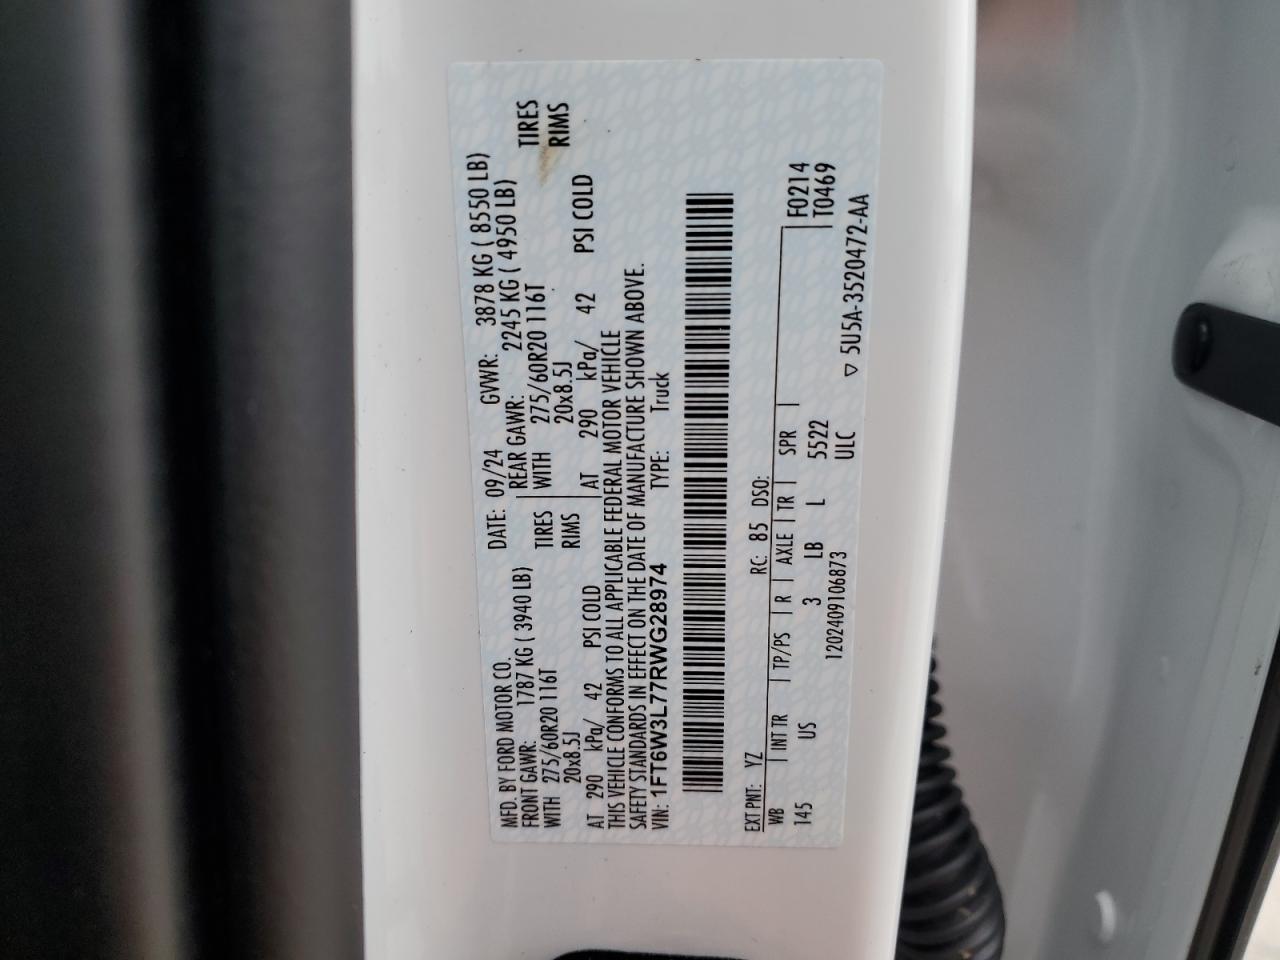 MFD. BY FORD MOTOR CO.
DATE: 09/24 GVWR: 3878 KG ( 8550 LB)
FRONT GAWR: 1787 KG ( 3940 LB) REAR GAWR: 2245 KG ( 4950 LB)
WITH 275/60R20 116T TIRES WITH 275/60R20 116T TIRES
20x8.5J RIMS 20x8.5J RIMS
AT 290 kPa/ 42 PSI COLD AT 290 kPa/ 42 PSI COLD
THIS VEHICLE CONFORMS TO ALL APPLICABLE FEDERAL MOTOR VEHICLE
SAFETY STANDARDS IN EFFECT ON THE DATE OF MANUFACTURE SHOWN ABOVE.
VIN: 1FT6W3L77RWG28974 TYPE: Truck
EXT PNT: YZ RC: 85 DSO:
WB INT TR TP/PS R AXLE TR SPR F0214
145 US 3 LB L 5522 T0469
120240910​6873 ULC
▽ 5U5A-3520472-AA